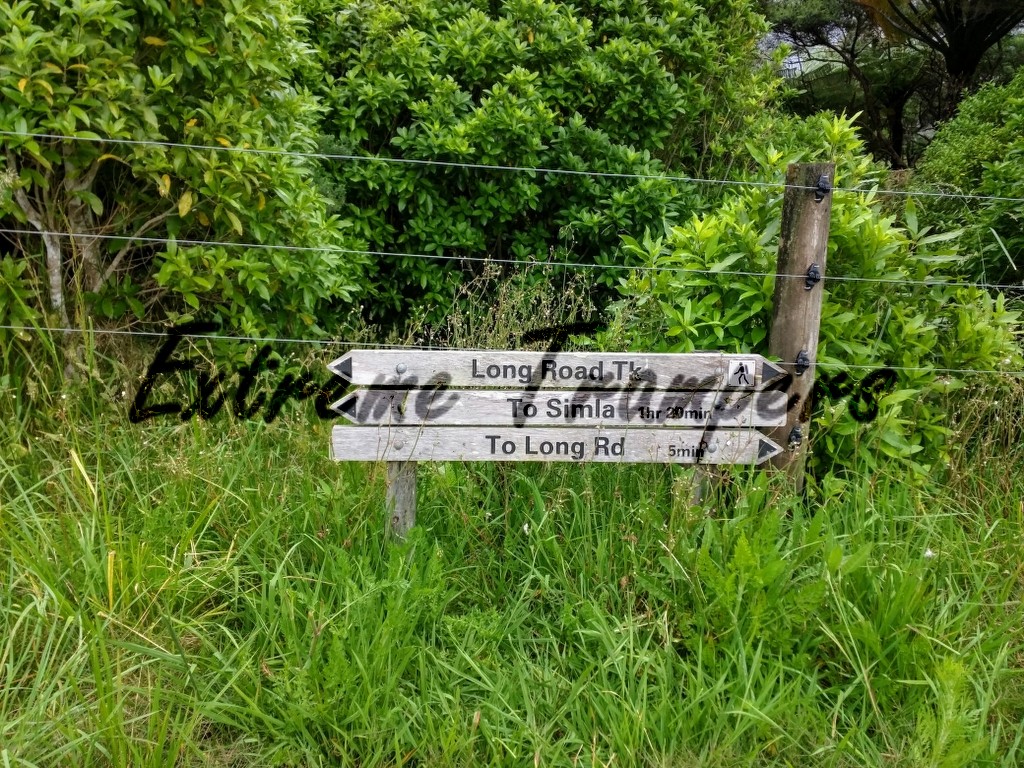 Long Road Tk
To Simla 1hr 20min
To Long Rd 5min
Extreme Trampers